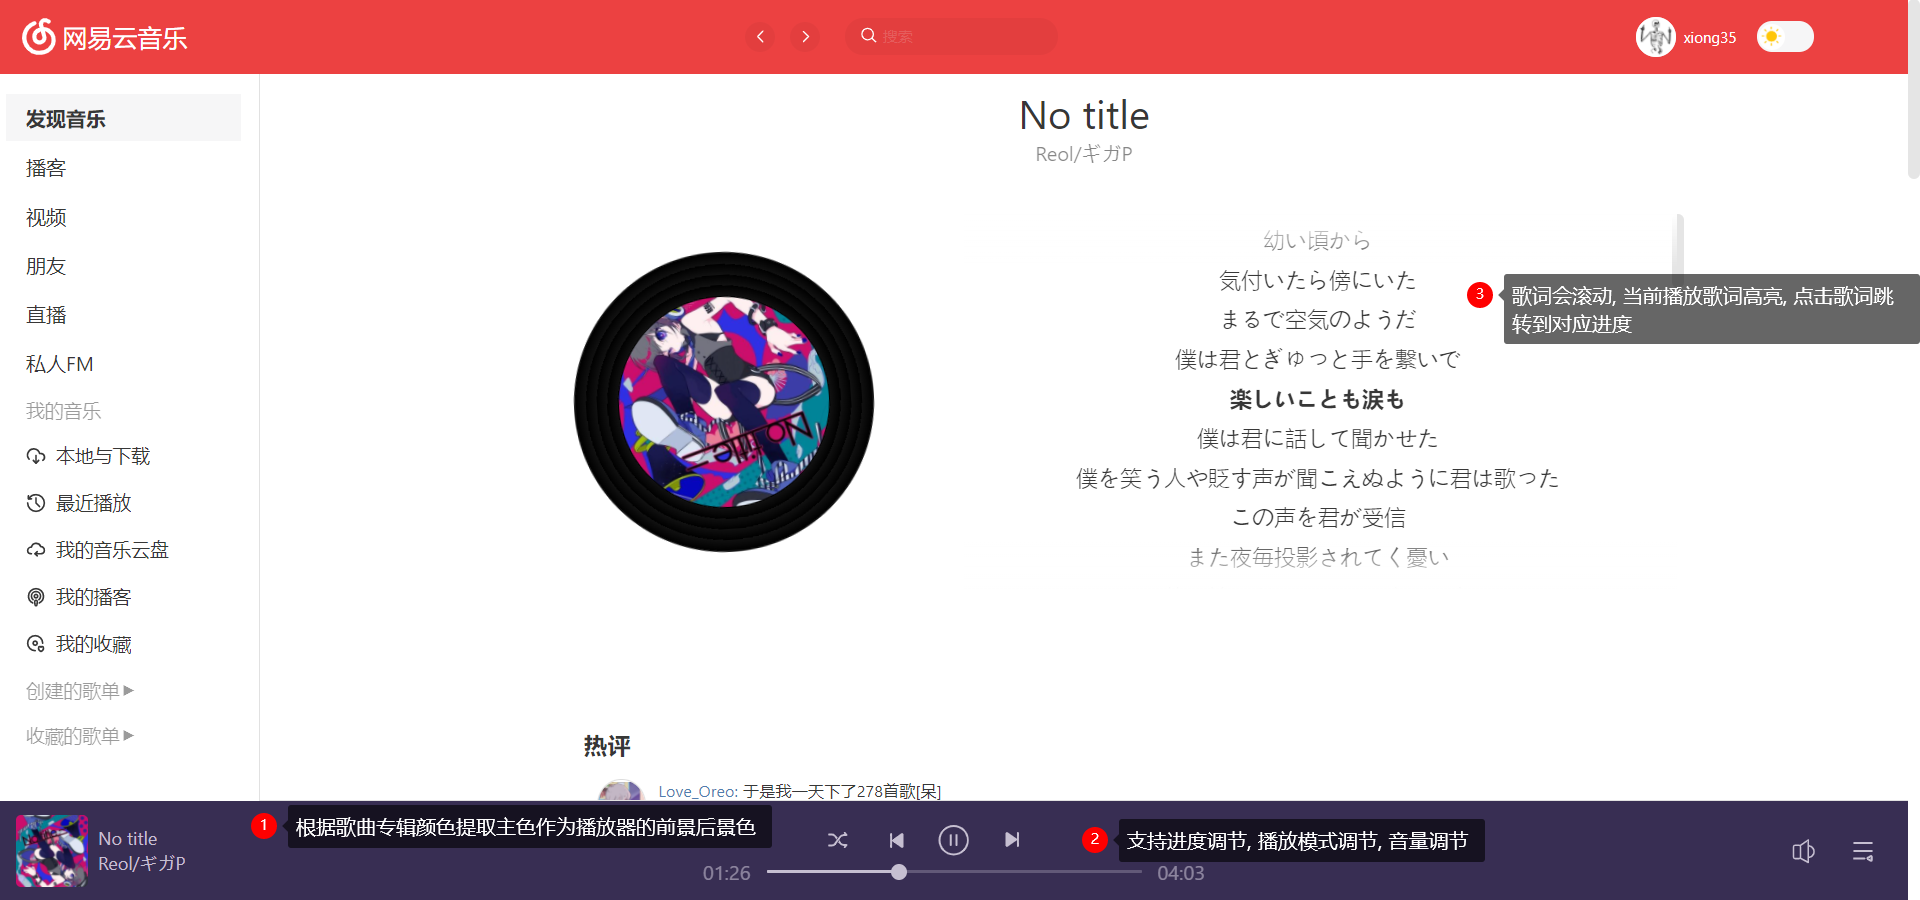 网易云音乐
搜索
xiong35
发现音乐
播客
视频
朋友
直播
私人FM
我的音乐
本地与下载
最近播放
我的音乐云盘
我的播客
我的收藏
创建的歌单
收藏的歌单
No title
Reol/ギガP
No title
幼い頃から
気付いたら傍にいた
まるで空気のようだ
僕は君とぎゅっと手を繋いで
楽しいことも涙も
僕は君に話して聞かせた
僕を笑う人や貶す声が聞こえぬように君は歌った
この声を君が受信
また夜毎投影されてく憂い
3
歌词会滚动, 当前播放歌词高亮, 点击歌词跳
转到对应进度
热评
Love_Oreo: 于是我一天下了278首歌[呆]
No title
Reol/ギガP
1
根据歌曲专辑颜色提取主色作为播放器的前景后景色
2
支持进度调节, 播放模式调节, 音量调节
01:26
04:03